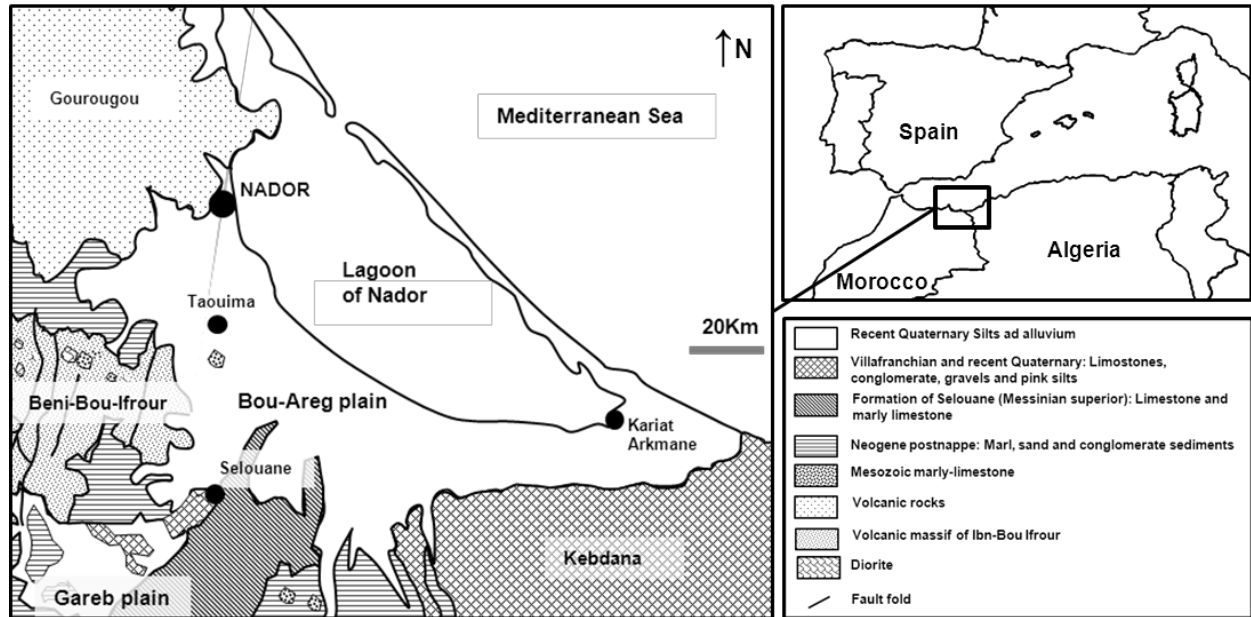 N
Gourougou
Mediterranean Sea
NADOR
Lagoon
of Nador
Taouima
20Km
Beni-Bou-Ifrour
Bou-Areg plain
Kariat
Arkmane
Selouane
Kebdana
Gareb plain
Spain
Algeria
Morocco
Recent Quaternary Silts ad alluvium
Villafranchian and recent Quaternary: Limostones,
conglomerate, gravels and pink silts
Formation of Selouane (Messinian superior): Limestone and
marly limestone
Neogene postnappe: Marl, sand and conglomerate sediments
Mesozoic marly-limestone
Volcanic rocks
Volcanic massif of Ibn-Bou Ifrour
Diorite
Fault fold